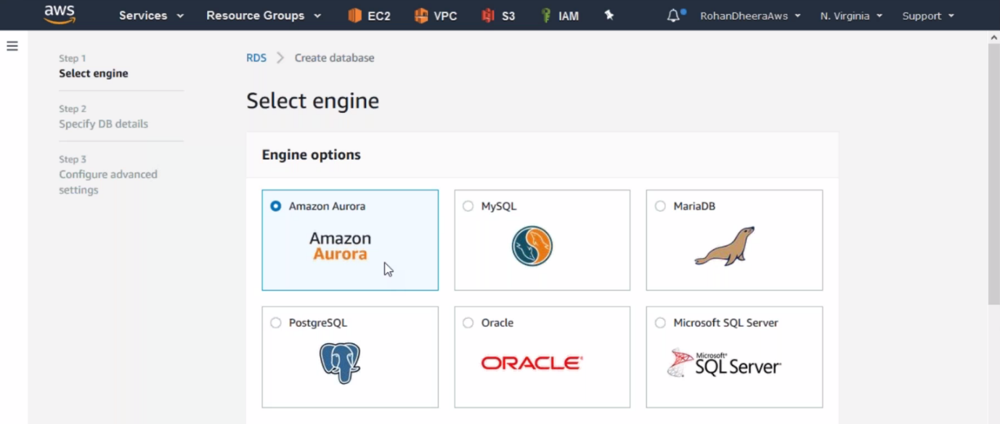 aws Services Resource Groups EC2 VPC S3 IAM RohanDheeraAws N. Virginia Support
Step 1
Select engine
Step 2
Specify DB details
Step 3
Configure advanced
settings
RDS Create database
Select engine
Engine options
Amazon Aurora
Amazon
Aurora
MySQL
MariaDB
PostgreSQL
Oracle
ORACLE®
Microsoft SQL Server
Microsoft®
SQL Server